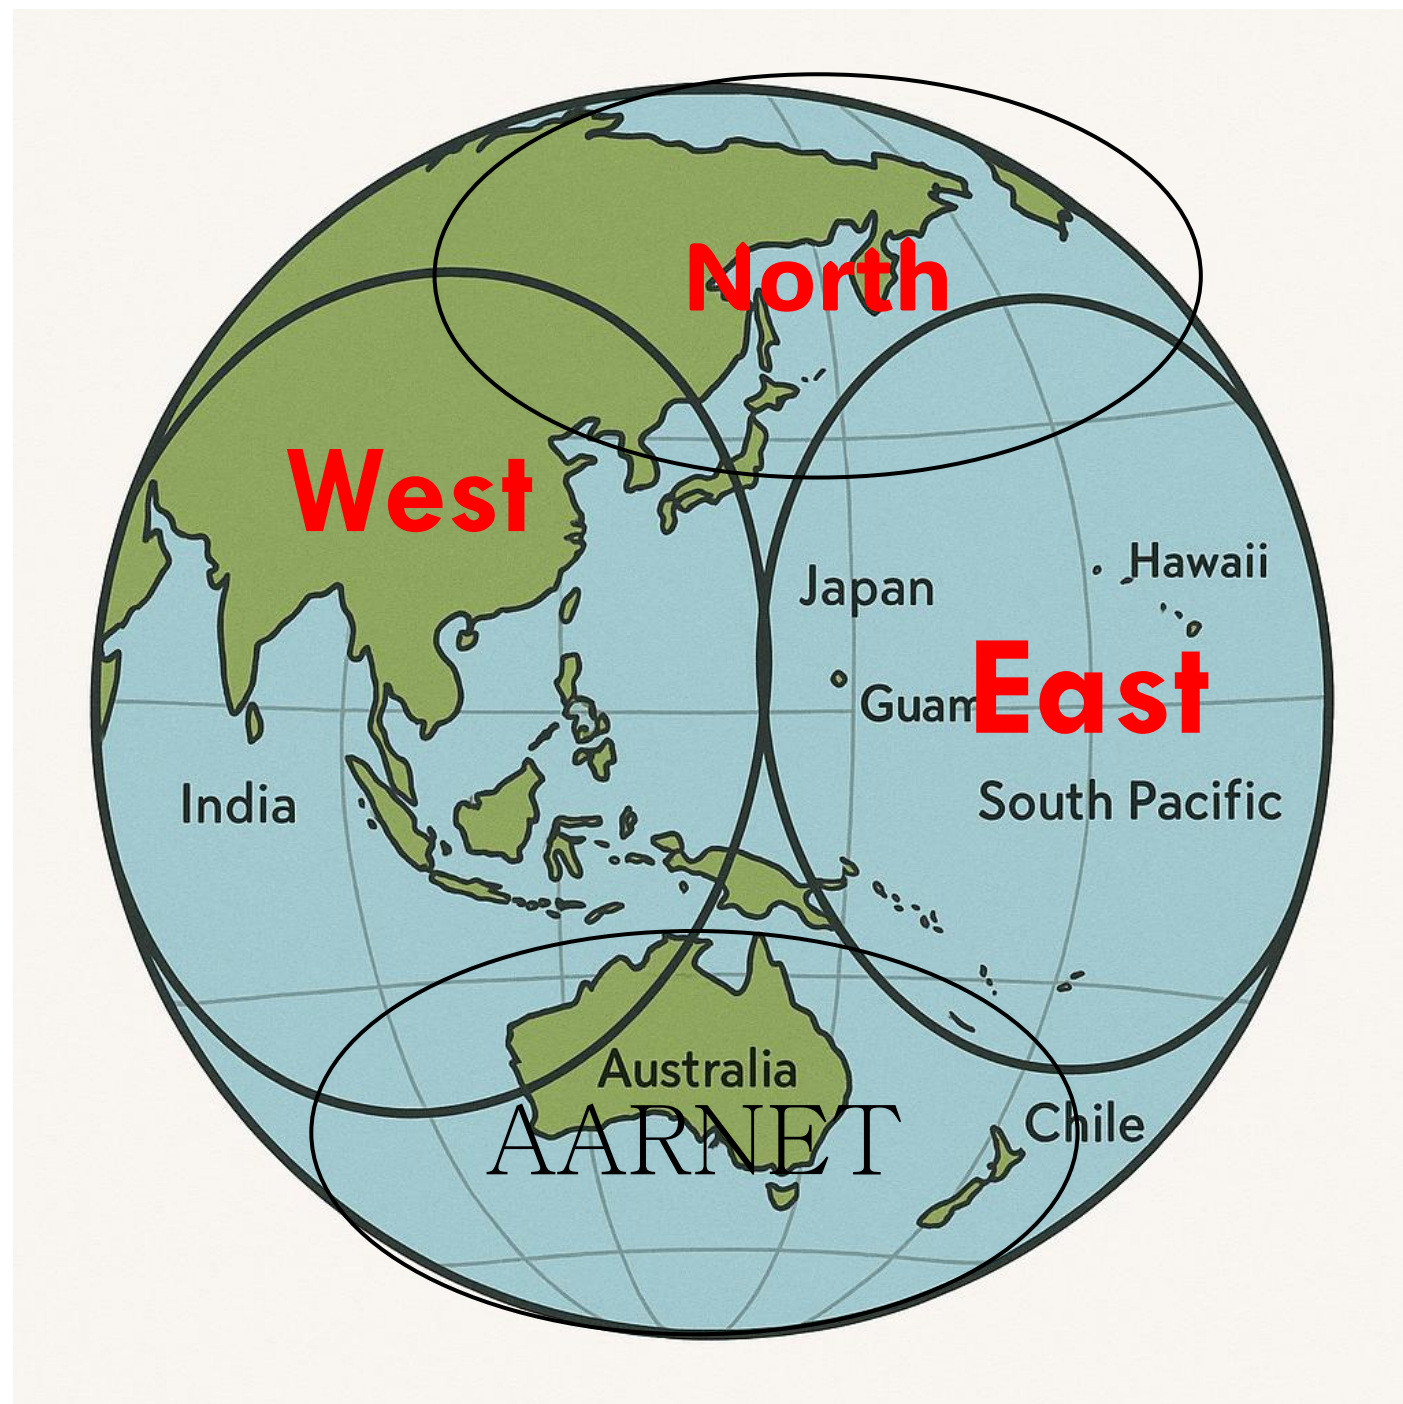 North
West
Japan
Hawaii
Guam
East
India
South Pacific
Australia
AARNET
Chile